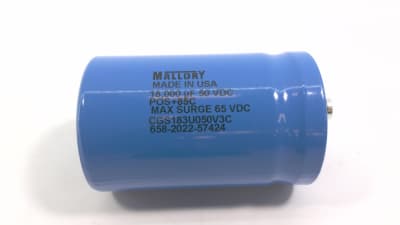 MALLORY
MADE IN USA
18,000 uF 50 VDC
POS+85C
MAX SURGE 65 VDC
CGS183U050V3C
658-2022-57424